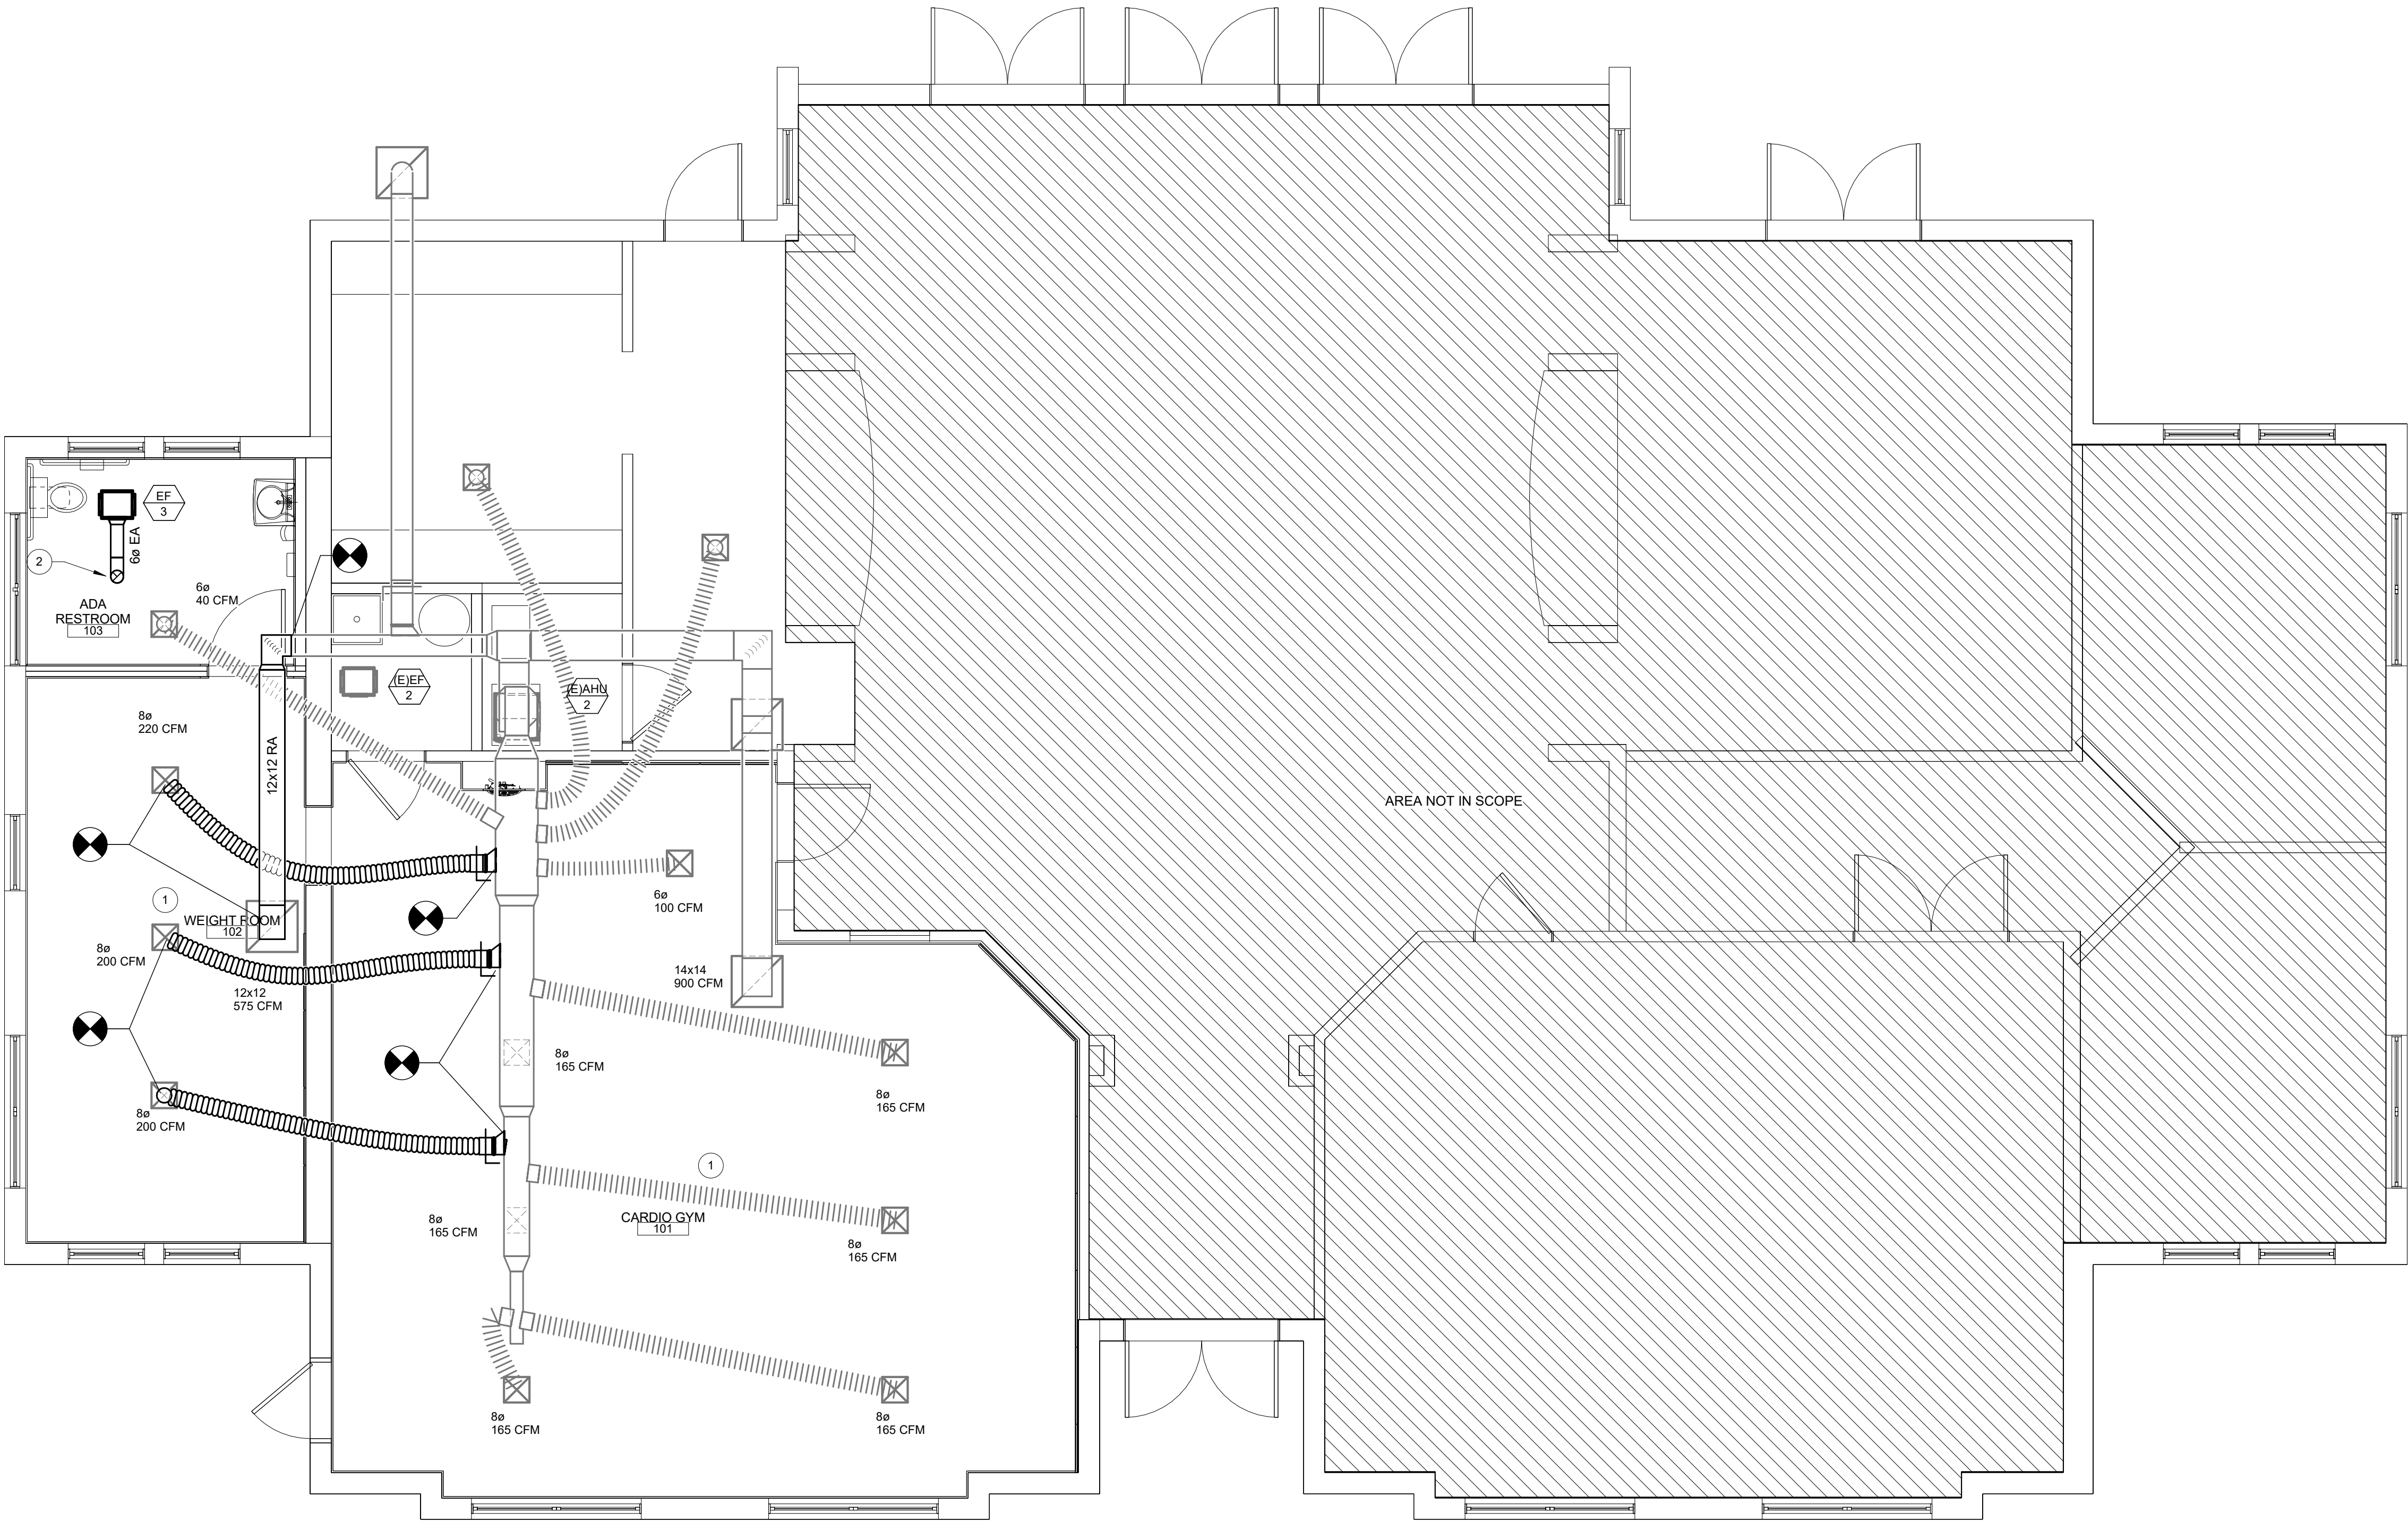 EF
3
6ø EA
2
6ø
40 CFM
ADA
RESTROOM
103
(E)EF
2
(E)AHU
2
8ø
220 CFM
12x12 RA
AREA NOT IN SCOPE
1
WEIGHT ROOM
102
6ø
100 CFM
8ø
200 CFM
12x12
575 CFM
14x14
900 CFM
8ø
165 CFM
8ø
165 CFM
8ø
200 CFM
1
CARDIO GYM
101
8ø
165 CFM
8ø
165 CFM
8ø
165 CFM
8ø
165 CFM